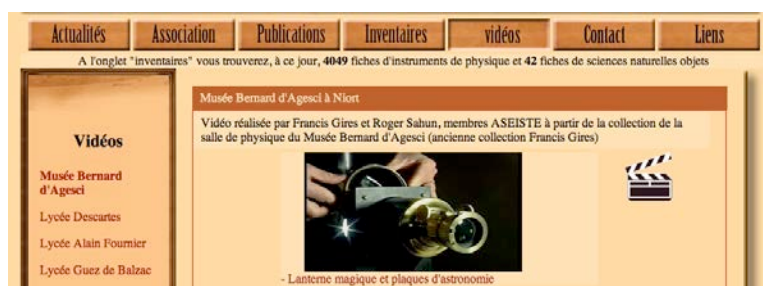 Actualités Association Publications Inventaires vidéos Contact Liens
A l'onglet "inventaires" vous trouverez, à ce jour, 4049 fiches d'instruments de physique et 42 fiches de sciences naturelles objets
Vidéos
Musée Bernard
d'Agesci
Lycée Descartes
Lycée Alain Fournier
Lycée Guez de Balzac
Musée Bernard d'Agesci à Niort
Vidéo réalisée par Francis Gires et Roger Sahun, membres ASEISTE à partir de la collection de la
salle de physique du Musée Bernard d'Agesci (ancienne collection Francis Gires)
- Lanterne magique et plaques d'astronomie